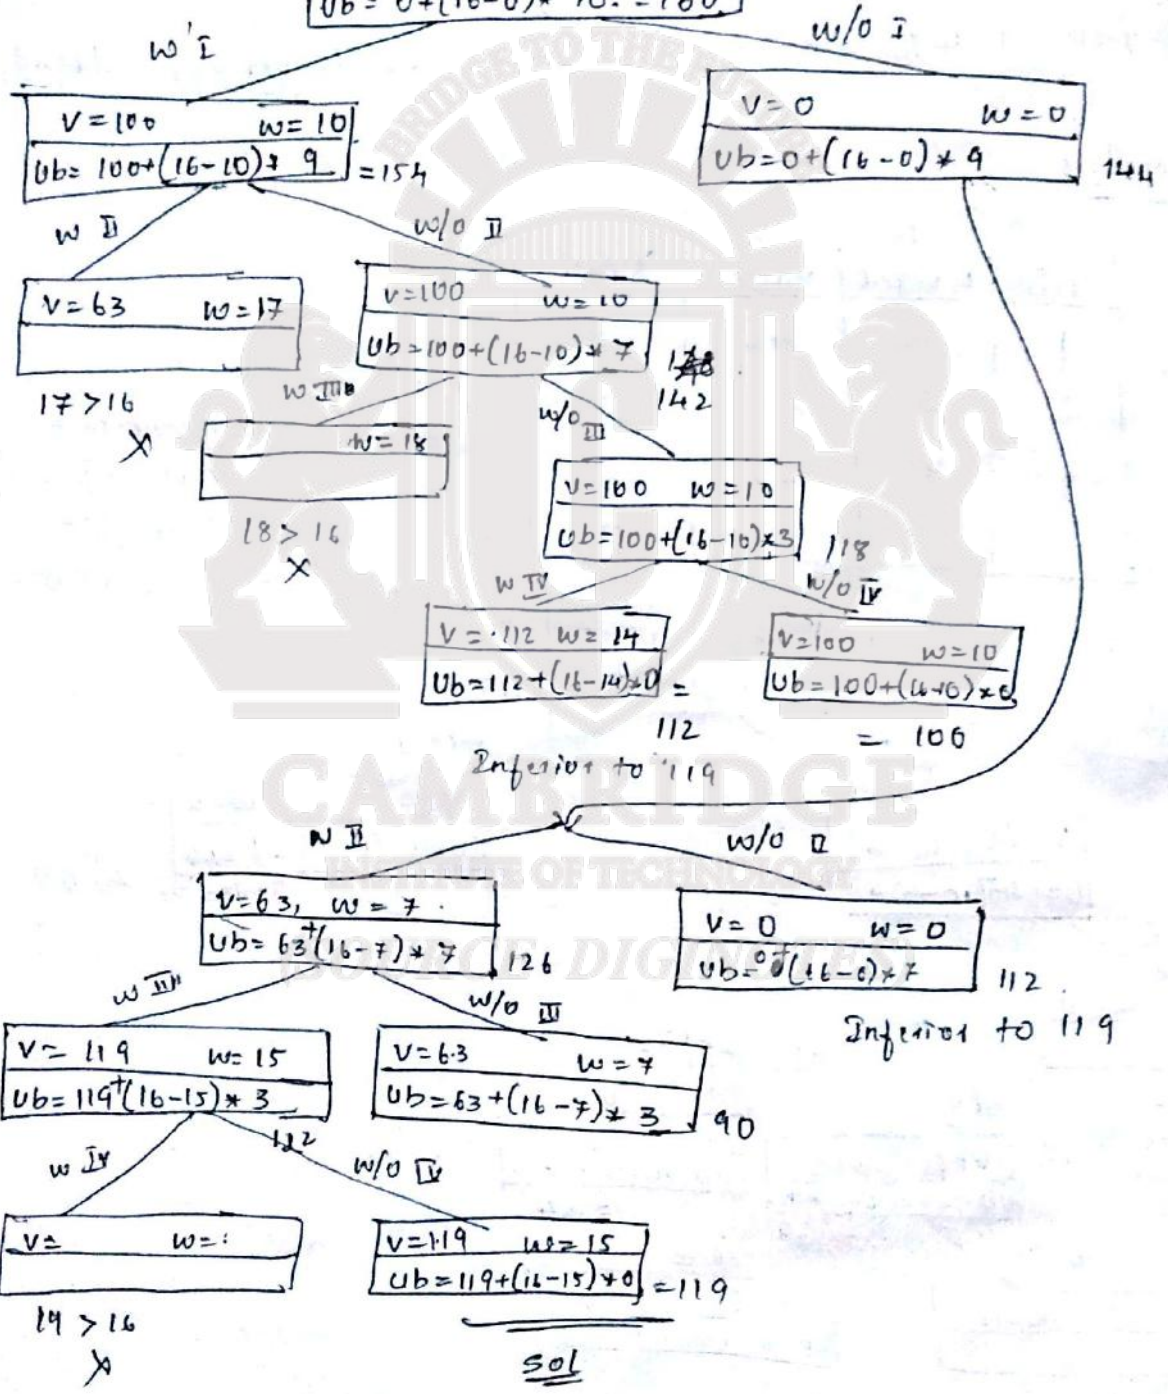 Ub = 0+(16-0)* 10. = 160
w I
w/o I
V=100 w=10
Ub= 100+(16-10)* 9 =154
V=0 w=0
Ub=0+(16-0)*9 144
w II
w/o II
V=63 w=17
17>16
X
V=100 w=10
Ub=100+(16-10)*7
142
w III
w/o III
w=18
18>16
X
V=100 w=10
Ub=100+(16-10)*3 118
w IV
w/o IV
V=112 w=14
Ub=112+(16-14)*0 =
112
Inferior to 119
V=100 w=10
Ub=100+(16-10)*0
= 100
w II
w/o II
V=63, w=7
Ub= 63+(16-7)*7 126
V=0 w=0
Ub=0+(16-0)*7 112
Inferior to 119
w III
w/o III
V= 119 w=15
Ub=119+(16-15)* 3
122
V=63 w=7
Ub=63+(16-7)* 3 90
w IV
w/o IV
V= w=
19>16
X
V=119 w=15
Ub=119+(16-15)*0 =119
sol
BRIDGE TO THE FUTURE
CAMBRIDGE
INSTITUTE OF TECHNOLOGY
(SOURCE DIGINOTES)